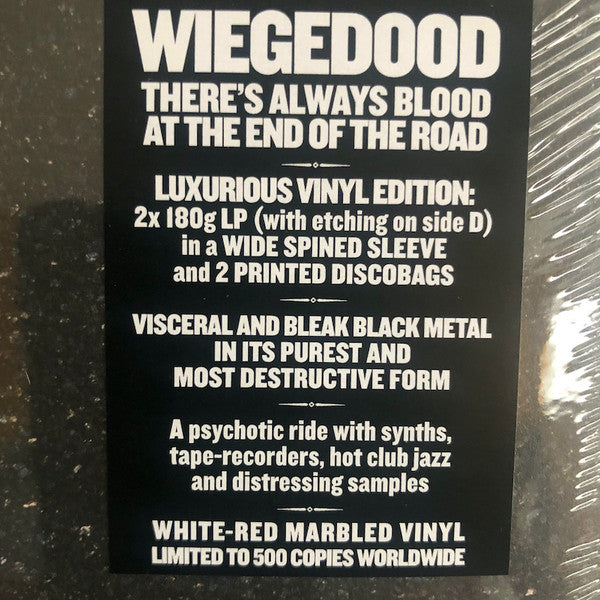 WIEGEDOOD
THERE'S ALWAYS BLOOD
AT THE END OF THE ROAD
LUXURIOUS VINYL EDITION:
2x 180g LP (with etching on side D)
in a WIDE SPINED SLEEVE
and 2 PRINTED DISCOBAGS
VISCERAL AND BLEAK BLACK METAL
IN ITS PUREST AND
MOST DESTRUCTIVE FORM
A psychotic ride with synths,
tape-recorders, hot club jazz
and distressing samples
WHITE-RED MARBLED VINYL
LIMITED TO 500 COPIES WORLDWIDE